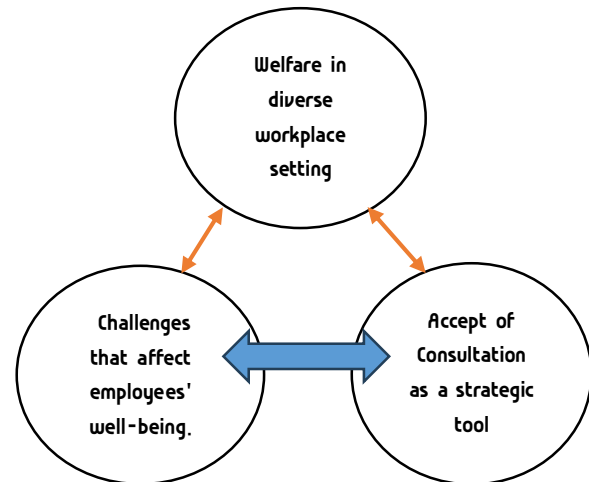 Welfare in
diverse
workplace
setting
Challenges
that affect
employees'
well-being.
Accept of
Consultation
as a strategic
tool